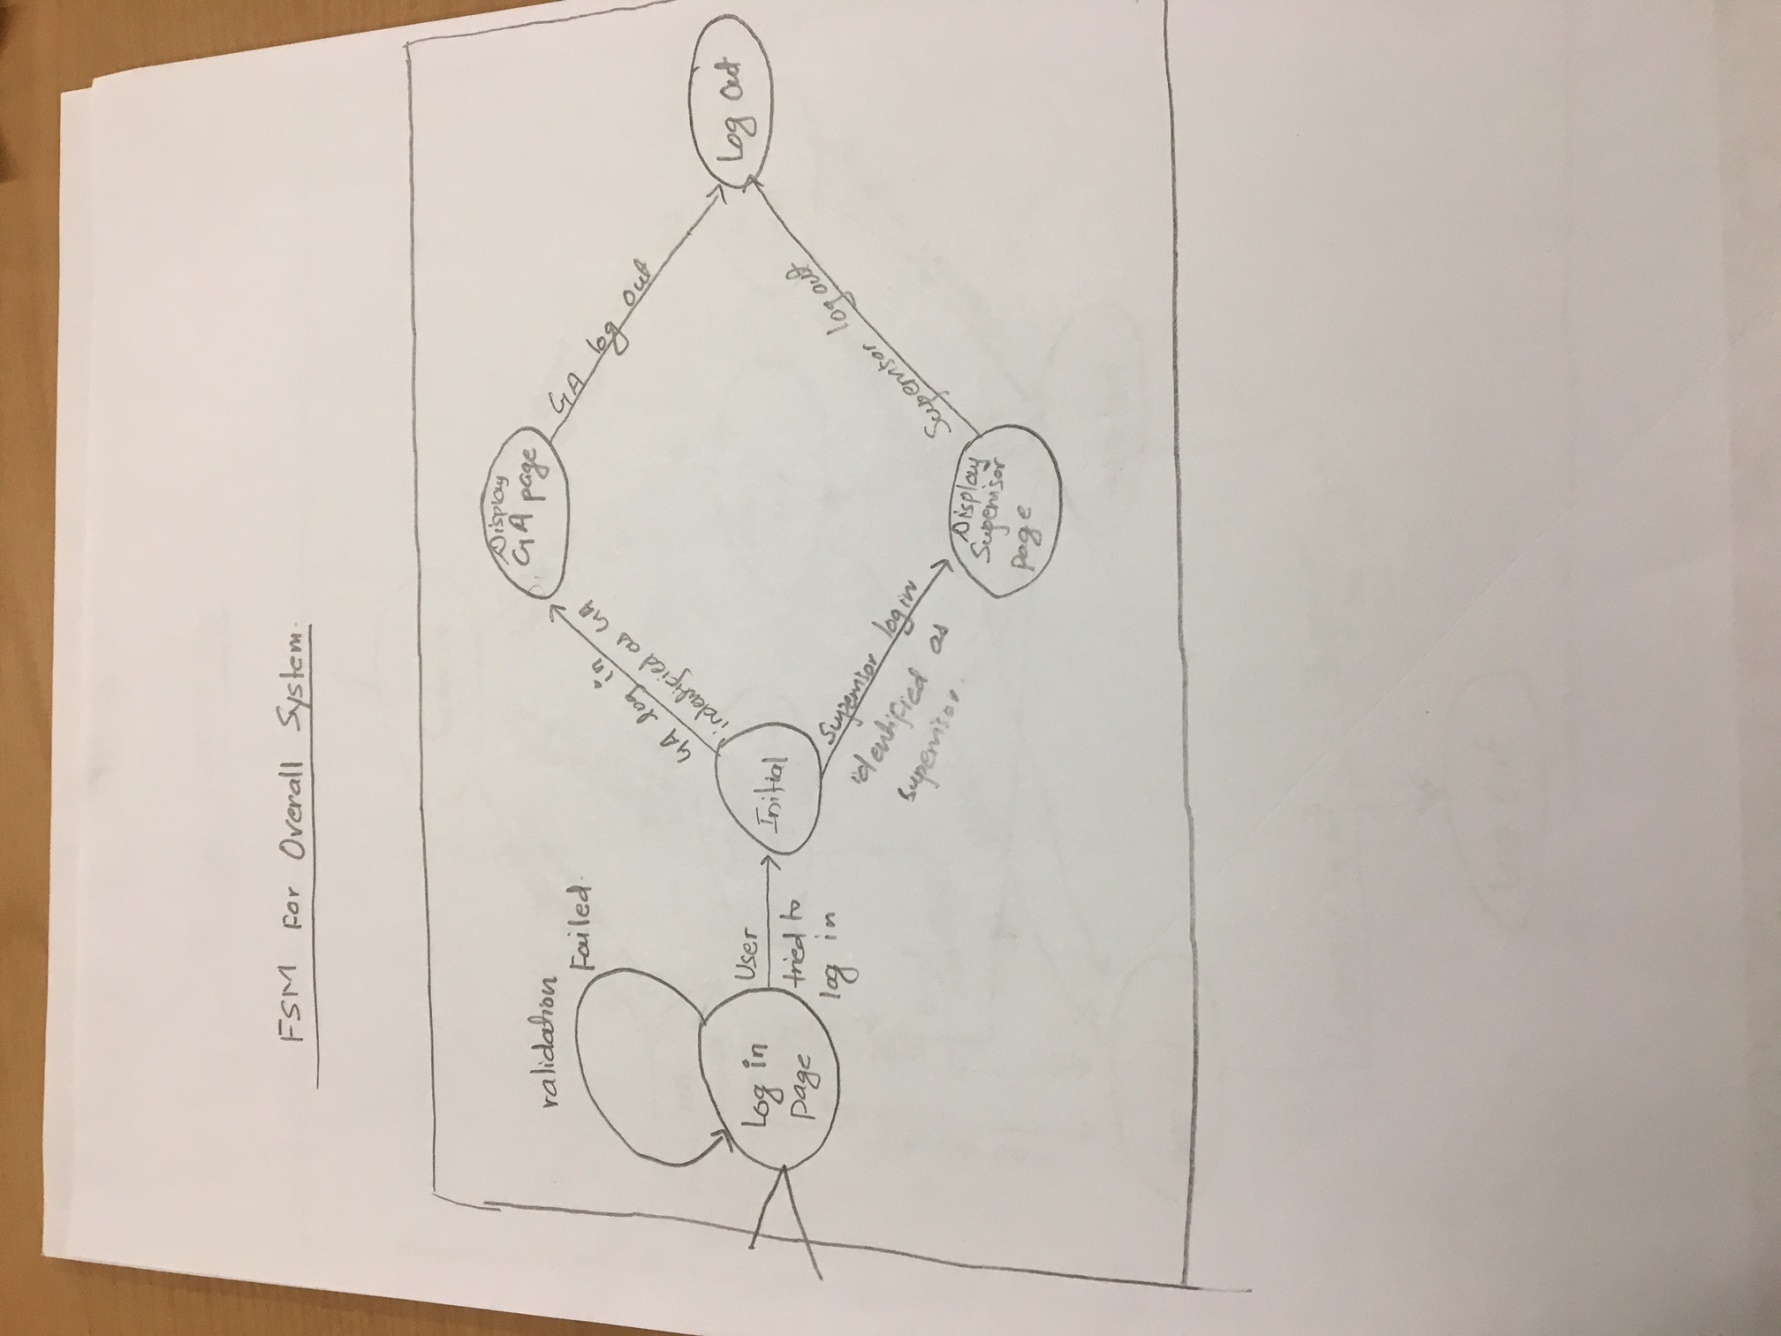 FSM For Overall System.
validation
Failed.
Log in
page
User
tried to
log in
Initial
GA log in
indentified as GA
Supervisor login
identified as
supervisor.
Display
GA page
Display
Supervisor
page
GA log out
Supervisor logout
Log Out